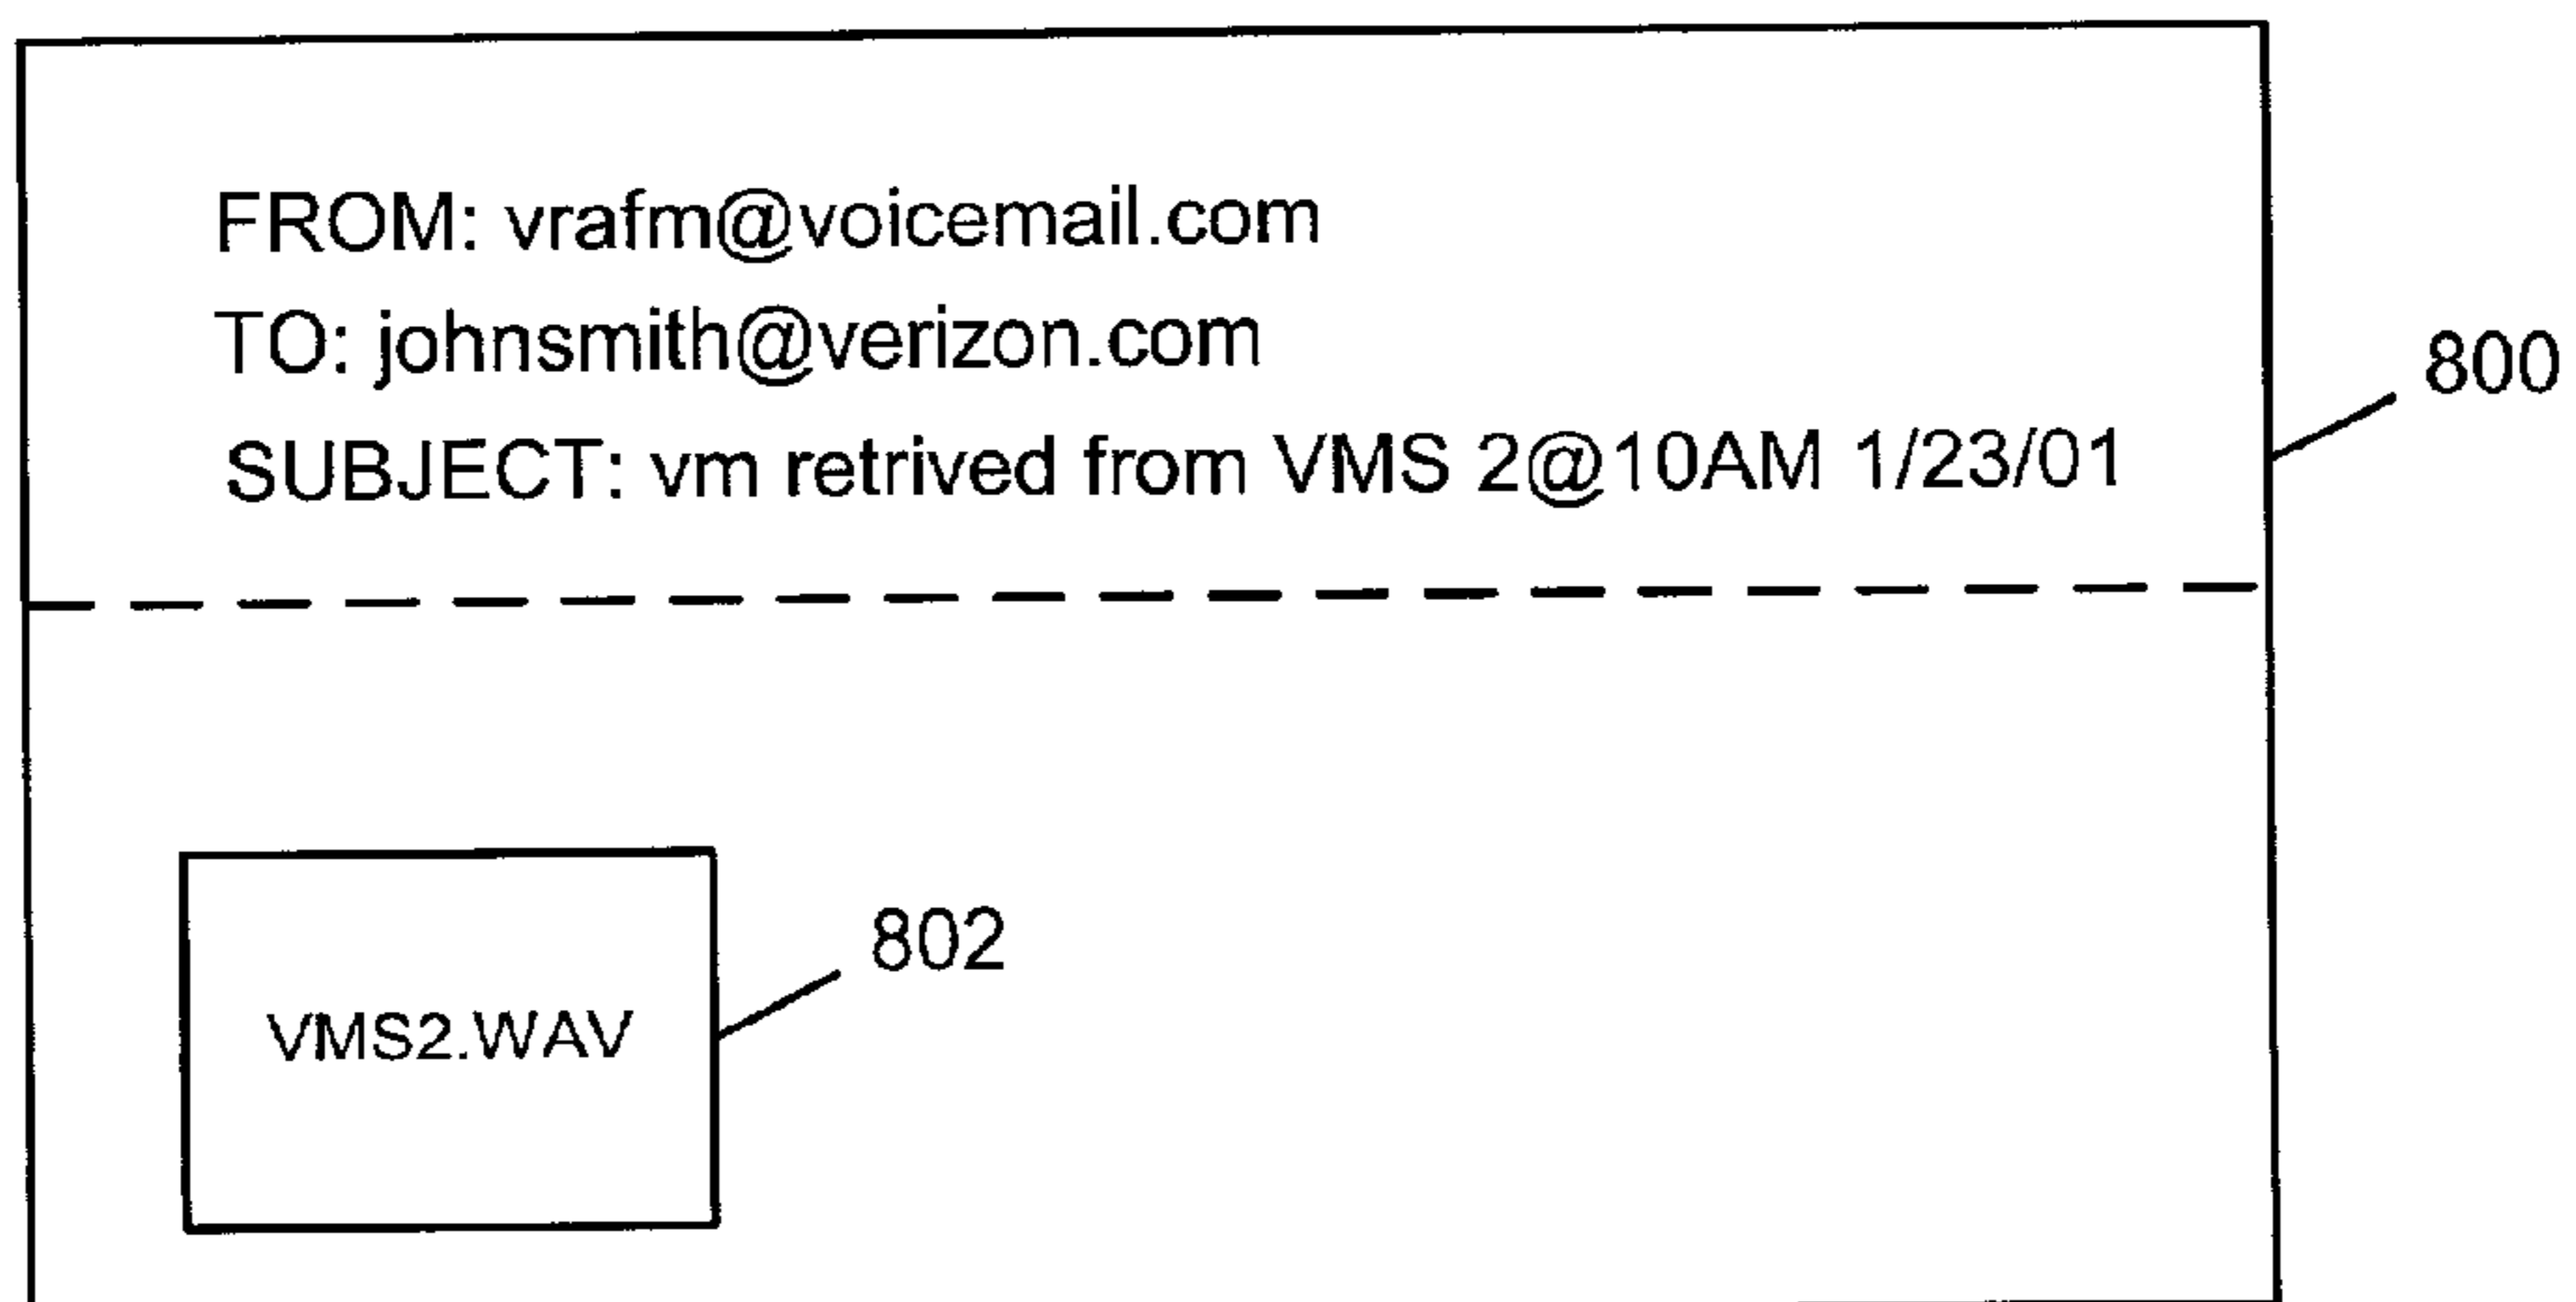 FROM: vrafm@voicemail.com
TO: johnsmith@verizon.com
800
SUBJECT: vm retrived from VMS 2@10AM 1/23/01
802
VMS2.WAV